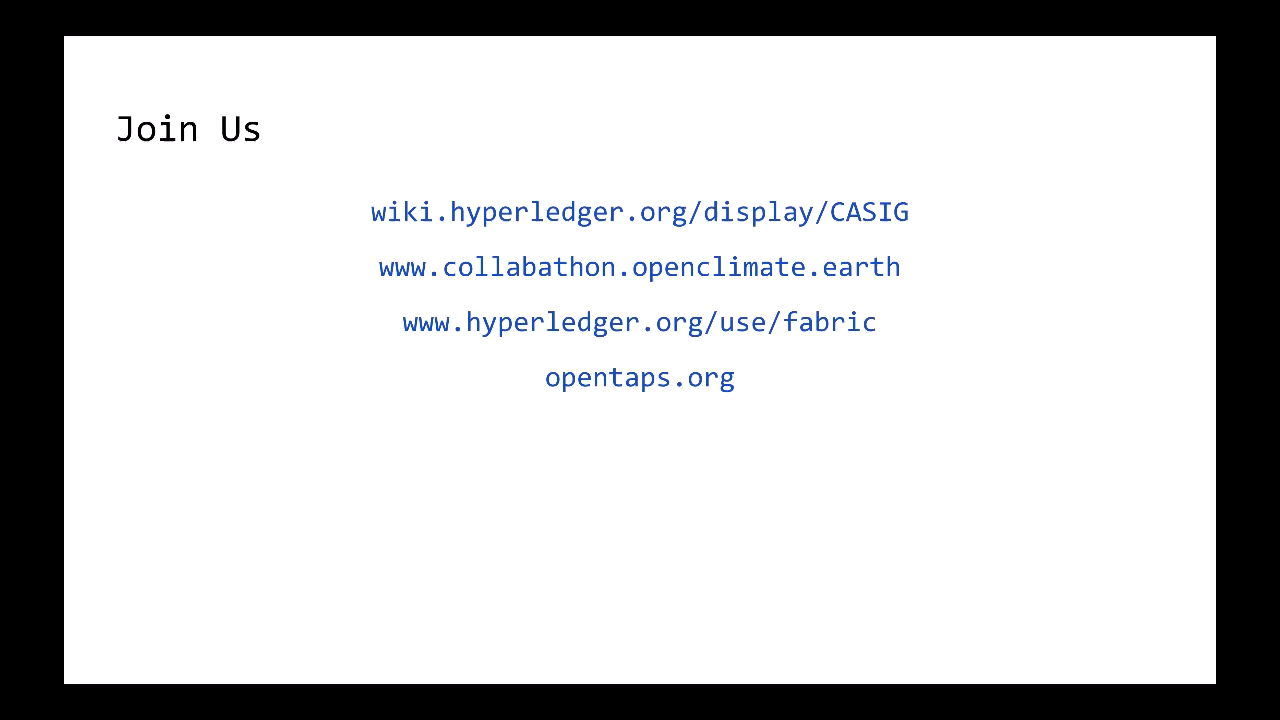 Join Us
wiki.hyperledger.org/display/CASIG
www.collabathon.openclimate.earth
www.hyperledger.org/use/fabric
opentaps.org